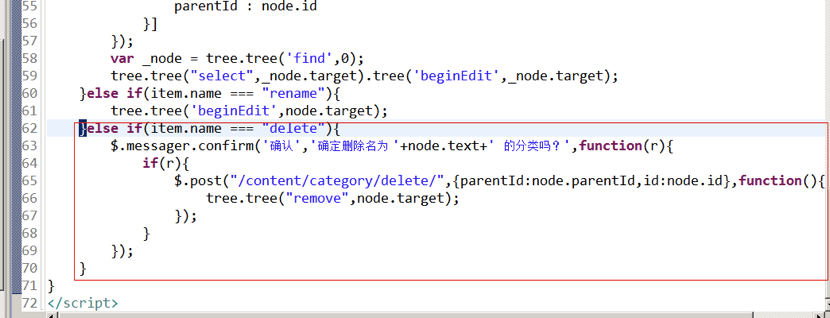 55 parentId : node.id
56 }]
57 });
58 var _node = tree.tree('find',0);
59 tree.tree("select",_node.target).tree('beginEdit',_node.target);
60 }else if(item.name === "rename"){
61 tree.tree('beginEdit',node.target);
62 }else if(item.name === "delete"){
63 $.messager.confirm('确认','确定删除名为 '+node.text+' 的分类吗？',function(r){
64 if(r){
65 $.post("/content/category/delete/",{parentId:node.parentId,id:node.id},function(){
66 tree.tree("remove",node.target);
67 });
68 }
69 });
70 }
71 }
72 </script>